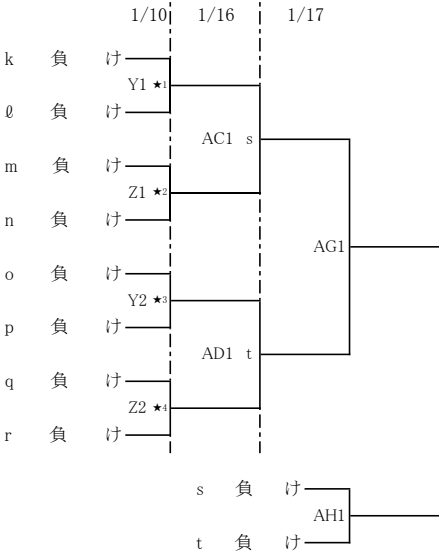 1/10 1/16 1/17
k 負 け
Y1 ★1
ℓ 負 け
AC1 s
m 負 け
Z1 ★2
n 負 け
AG1
o 負 け
Y2 ★3
p 負 け
AD1 t
q 負 け
Z2 ★4
r 負 け
s 負 け
AH1
t 負 け